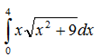 ∫₀⁴ x√(x² + 9) dx